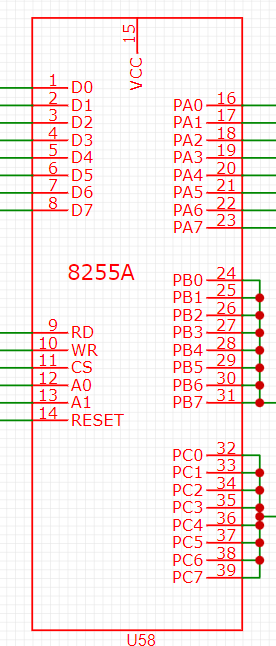 15
VCC
1 D0
2 D1
3 D2
4 D3
5 D4
6 D5
7 D6
8 D7
PA0 16
PA1 17
PA2 18
PA3 19
PA4 20
PA5 21
PA6 22
PA7 23
8255A
PB0 24
PB1 25
PB2 26
PB3 27
PB4 28
PB5 29
PB6 30
PB7 31
9 RD
10 WR
11 CS
12 A0
13 A1
14 RESET
PC0 32
PC1 33
PC2 34
PC3 35
PC4 36
PC5 37
PC6 38
PC7 39
U58